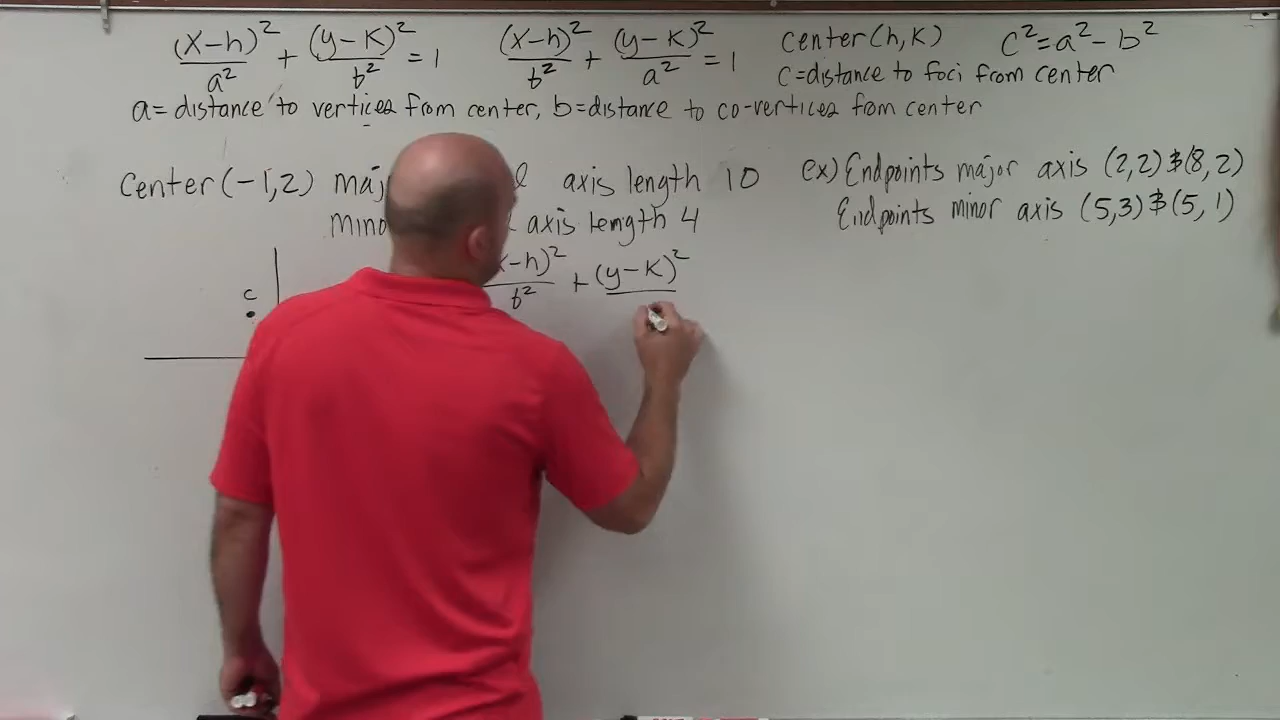 (x-h)²/a² + (y-k)²/b² = 1 (x-h)²/b² + (y-k)²/a² = 1 center(h,k) c²=a²-b²
c=distance to foci from center
a= distance to vertices from center, b=distance to co-vertices from center
center(-1,2) axis length 10
axis length 4
ex) Endpoints major axis (2,2) & (8,2)
Endpoints minor axis (5,3) & (5,1)
-h)²/b² + (y-k)²
c